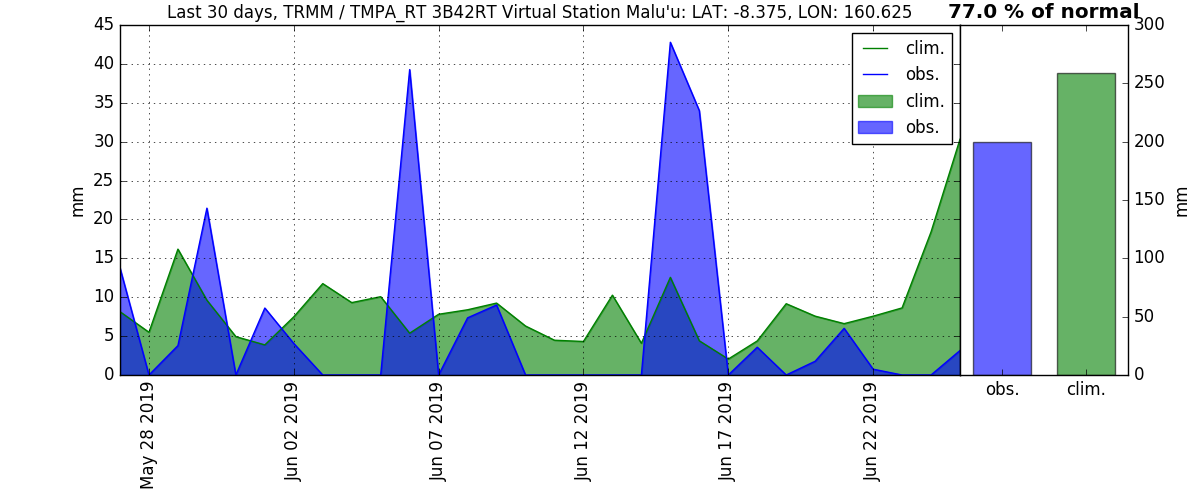 Last 30 days, TRMM / TMPA_RT 3B42RT Virtual Station Malu'u: LAT: -8.375, LON: 160.625
77.0 % of normal
45
40
35
30
25
20
15
10
5
0
mm
clim.
obs.
clim.
obs.
May 28 2019
Jun 02 2019
Jun 07 2019
Jun 12 2019
Jun 17 2019
Jun 22 2019
300
250
200
150
100
50
0
mm
obs.
clim.